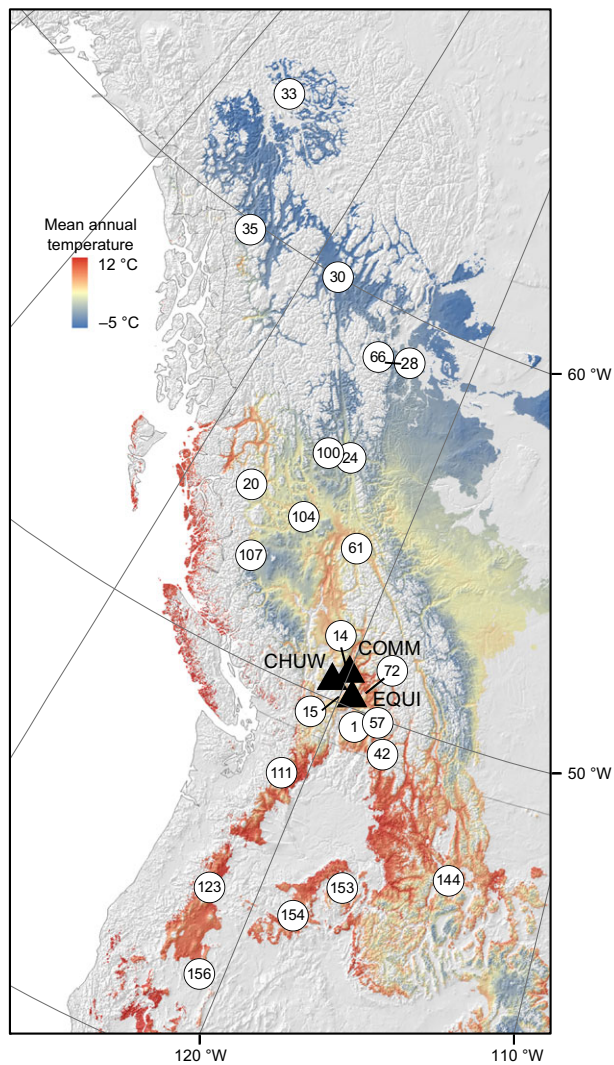 33
Mean annual
temperature
12 °C
–5 °C
35
30
66
28
60 °W
100
24
20
104
107
61
14
COMM
CHUW
72
EQUI
15
1
57
42
111
50 °W
123
153
144
154
156
120 °W
110 °W